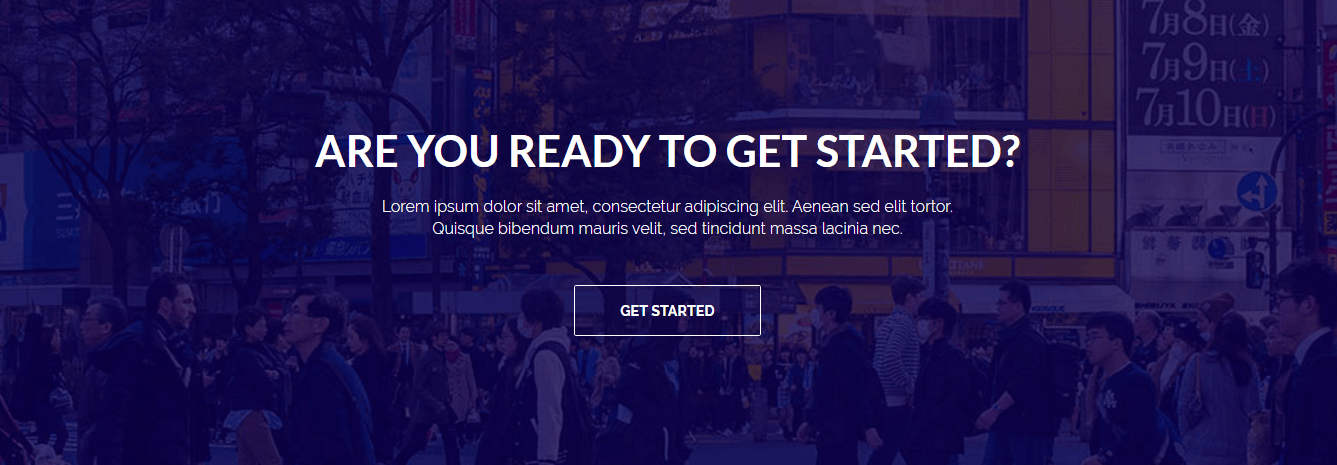 7月8日(金)
7月9日(土)
7月10日(日)
ARE YOU READY TO GET STARTED?
Lorem ipsum dolor sit amet, consectetur adipiscing elit. Aenean sed elit tortor.
Quisque bibendum mauris velit, sed tincidunt massa lacinia nec.
GET STARTED